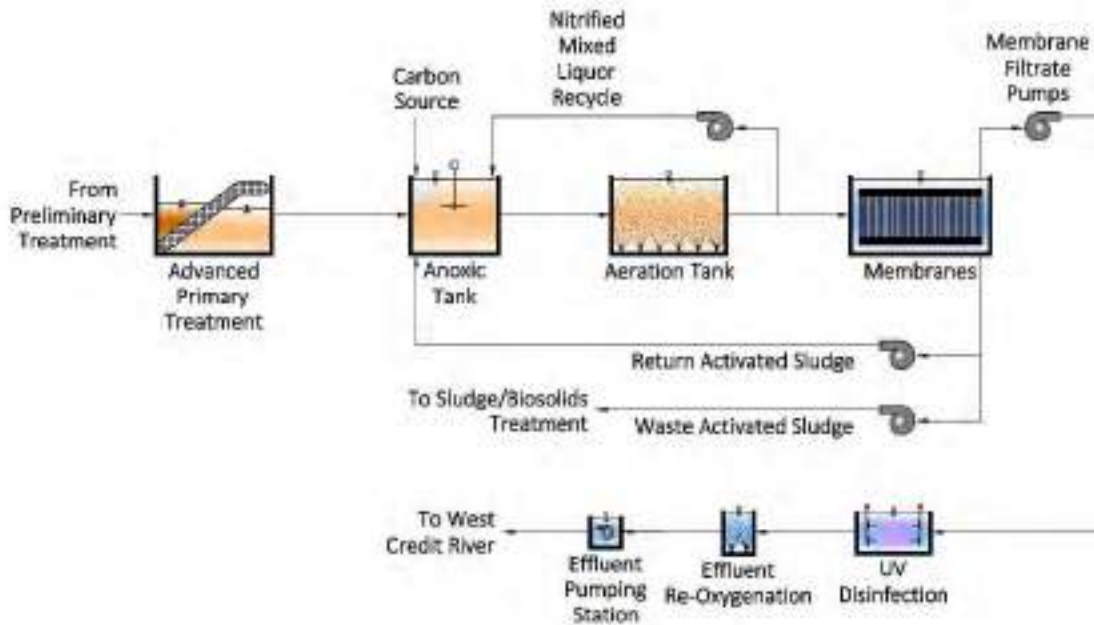 Nitrified
Mixed
Liquor
Recycle
Membrane
Filtrate
Pumps
Carbon
Source
From
Preliminary
Treatment
Advanced
Primary
Treatment
Anoxic
Tank
Aeration Tank
Membranes
Return Activated Sludge
To Sludge/Biosolids
Treatment
Waste Activated Sludge
To West
Credit River
Effluent
Pumping
Station
Effluent
Re-Oxygenation
UV
Disinfection